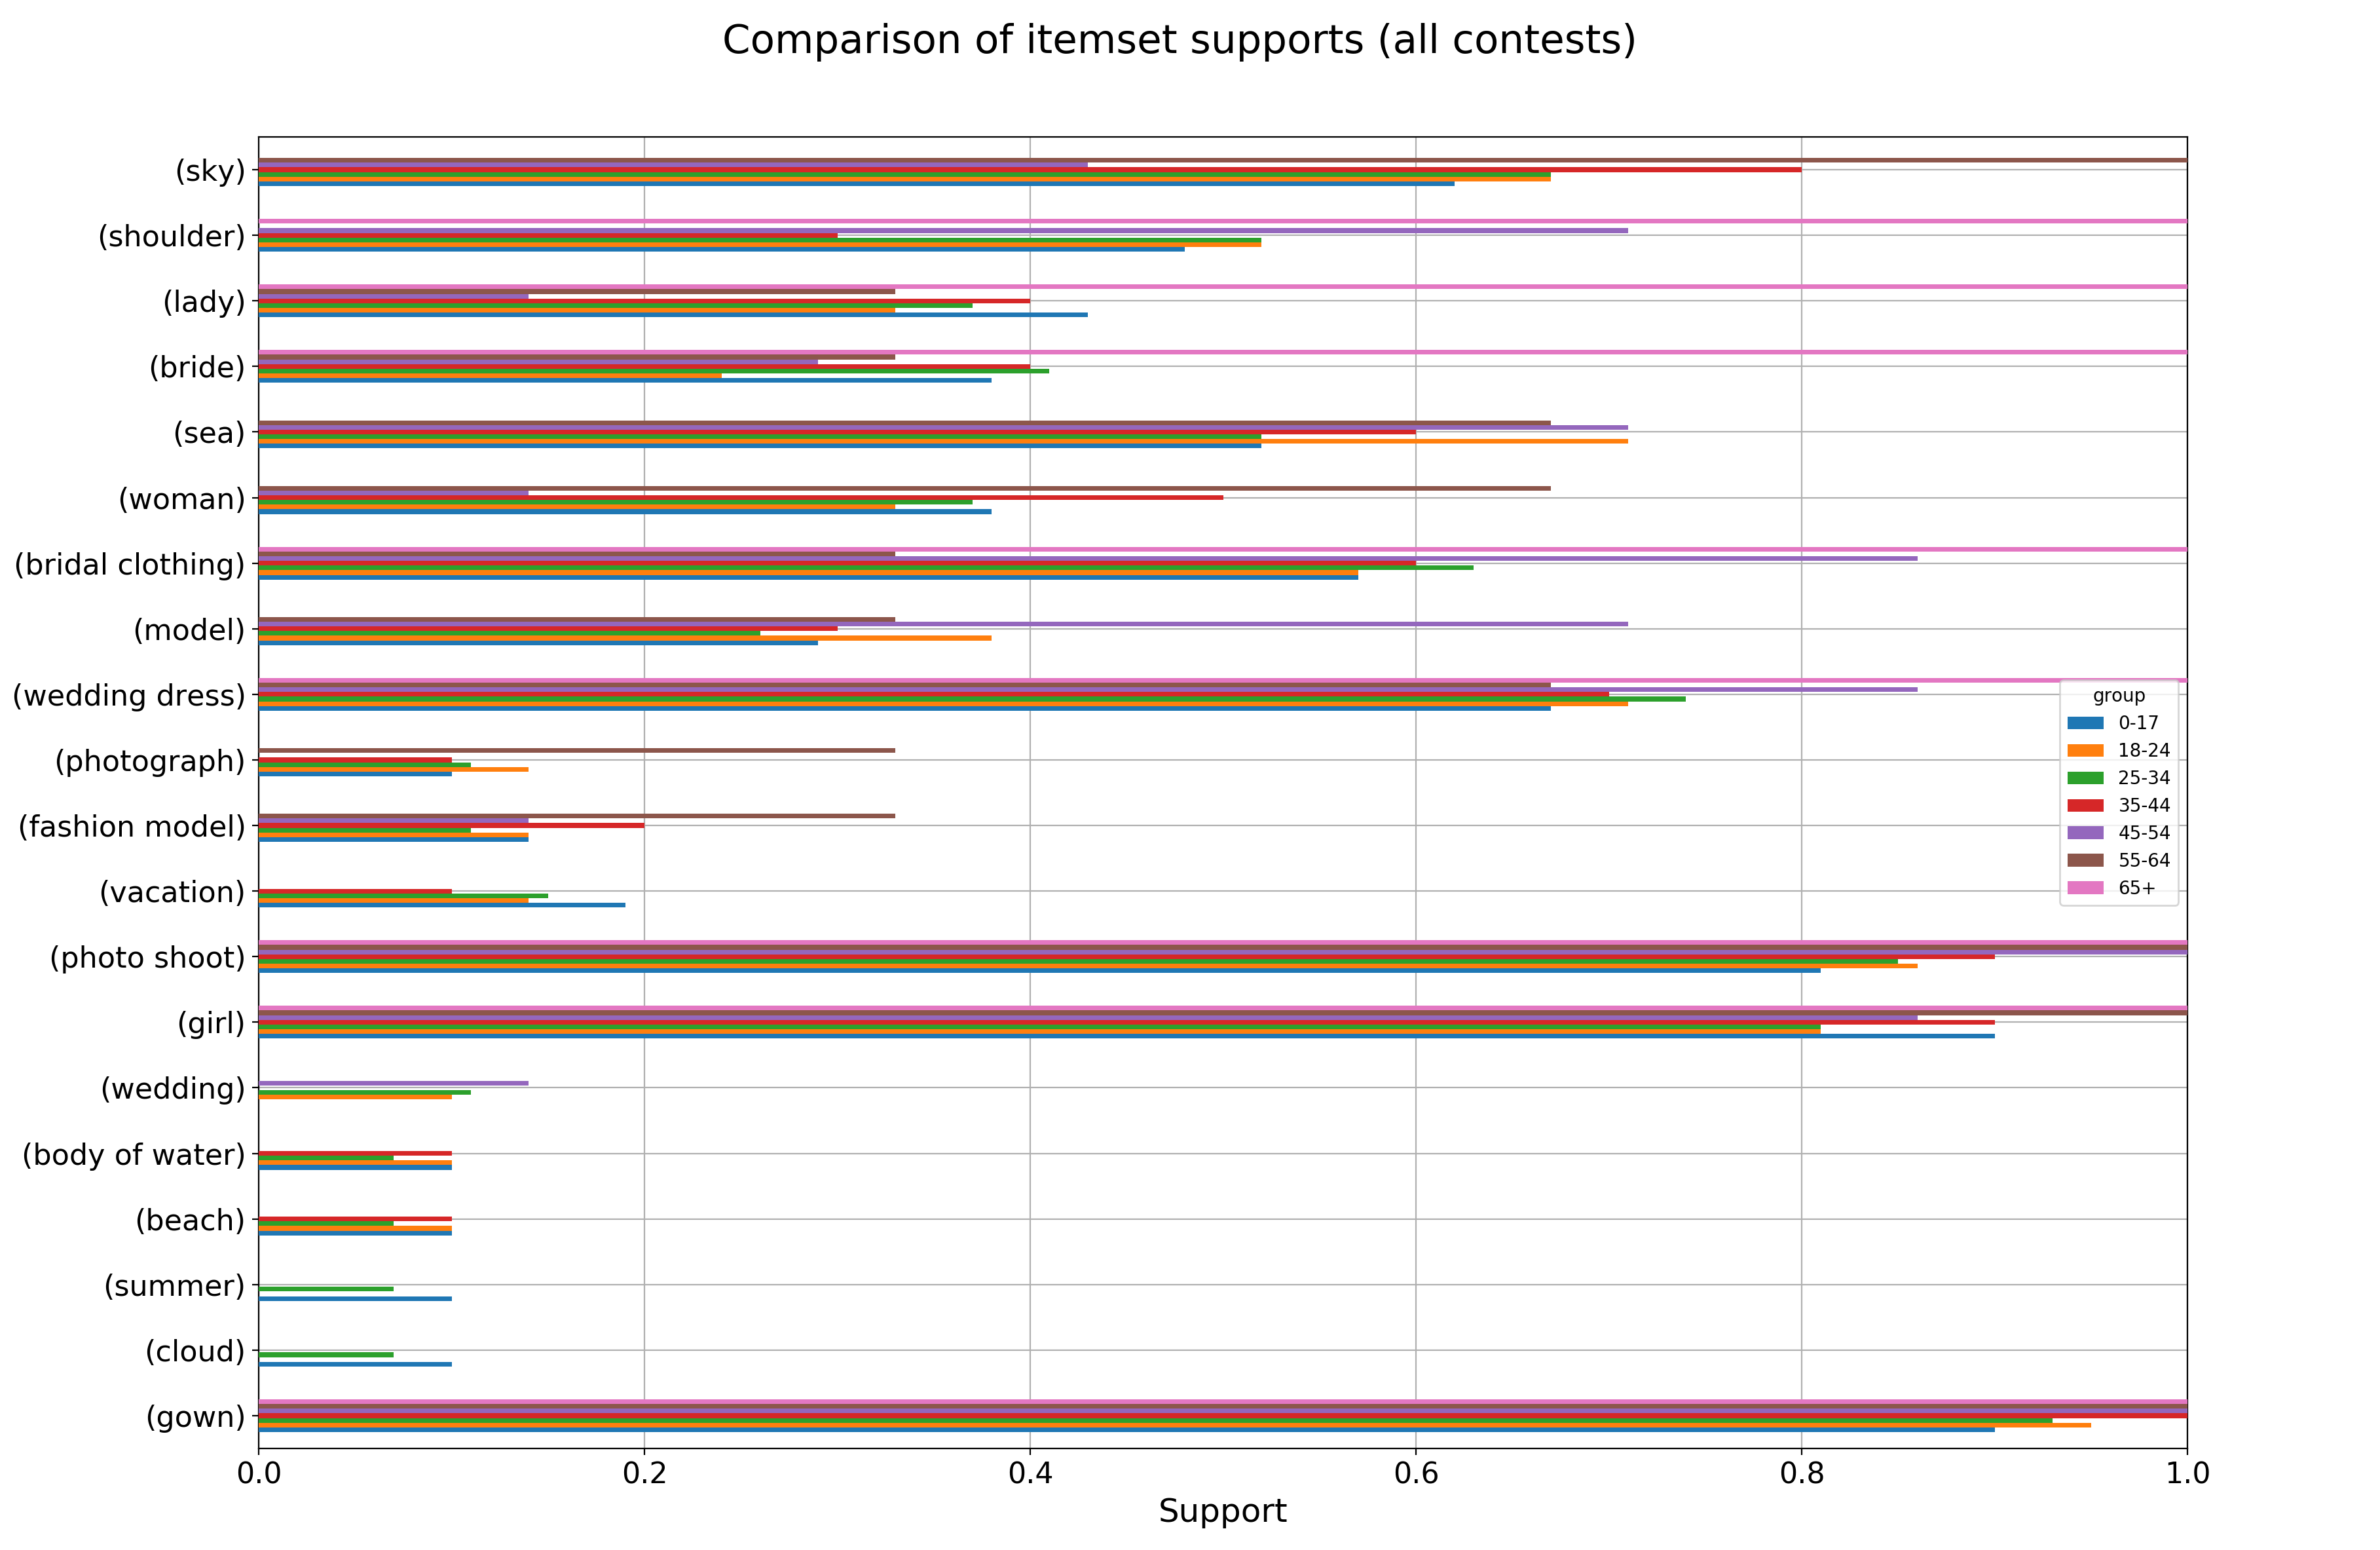 Comparison of itemset supports (all contests)
(sky)
(shoulder)
(lady)
(bride)
(sea)
(woman)
(bridal clothing)
(model)
(wedding dress)
(photograph)
(fashion model)
(vacation)
(photo shoot)
(girl)
(wedding)
(body of water)
(beach)
(summer)
(cloud)
(gown)
group
0-17
18-24
25-34
35-44
45-54
55-64
65+
0.0 0.2 0.4 0.6 0.8 1.0
Support